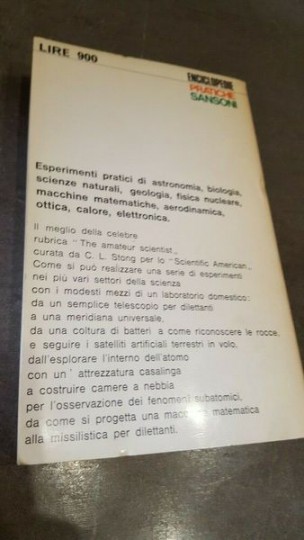 LIRE 900
ENCICLOPEDIE
PRATICHE
SANSONI
Esperimenti pratici di astronomia, biologia,
scienze naturali, geologia, fisica nucleare,
macchine matematiche, aerodinamica,
ottica, calore, elettronica.
Il meglio della celebre
rubrica "The amateur scientist„
curata da C. L. Stong per lo "Scientific American„
Come si può realizzare una serie di esperimenti
nei più vari settori della scienza
con i modesti mezzi di un laboratorio domestico:
da un semplice telescopio per dilettanti
a una meridiana universale,
da una coltura di batteri a come riconoscere le rocce,
e seguire i satelliti artificiali terrestri in volo.
dall'esplorare l'interno dell'atomo
con un' attrezzatura casalinga
a costruire camere a nebbia
per l'osservazione dei fenomeni subatomici,
da come si progetta una matematica
alla missilistica per dilettanti.